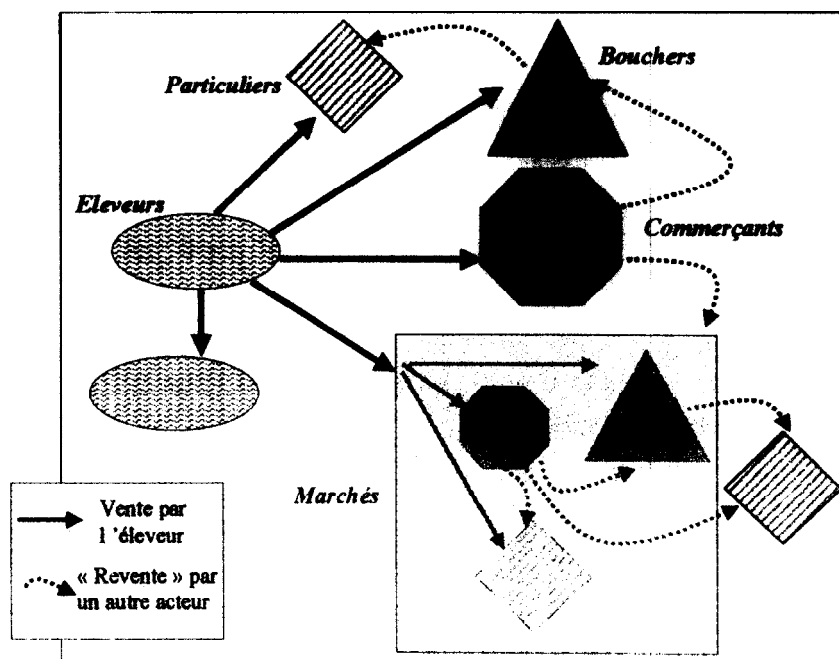 Particuliers
Bouchers
Eleveurs
Commerçants
Marchés
Vente par
l 'éleveur
« Revente » par
un autre acteur